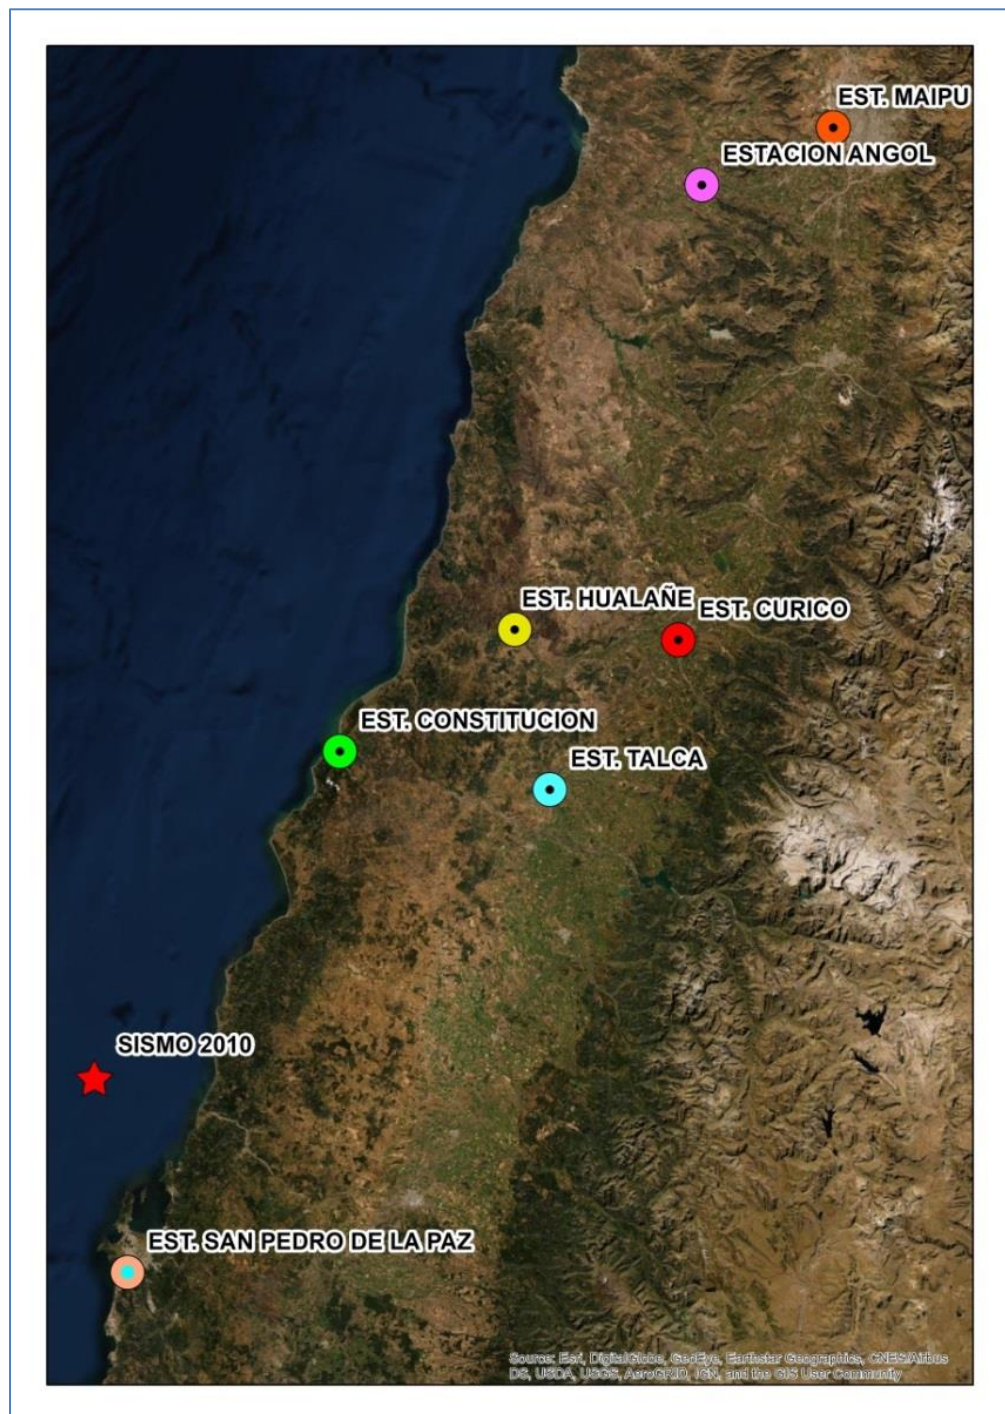 EST. MAIPU
ESTACION ANGOL
EST. HUALAÑE
EST. CURICO
EST. CONSTITUCION
EST. TALCA
SISMO 2010
EST. SAN PEDRO DE LA PAZ
Source: Esri, DigitalGlobe, GeoEye, Earthstar Geographics, CNES/Airbus
DS, USDA, USGS, AeroGRID, IGN, and the GIS User Community